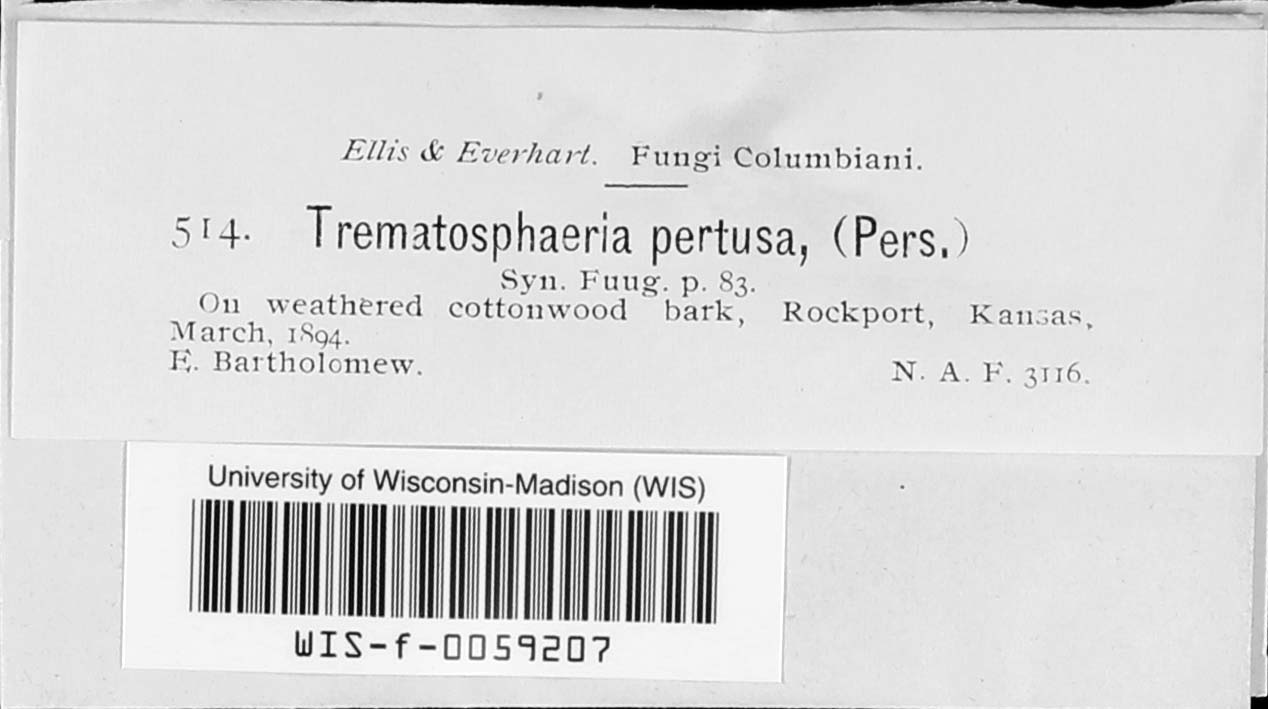 Ellis & Everhart. Fungi Columbiani.
514. Trematosphaeria pertusa, (Pers.)
Syn. Fuug. p. 83.
On weathered cottonwood bark, Rockport, Kansas,
March, 1894.
E. Bartholomew. N. A. F. 3116.
University of Wisconsin-Madison (WIS)
WIS-f-0059207